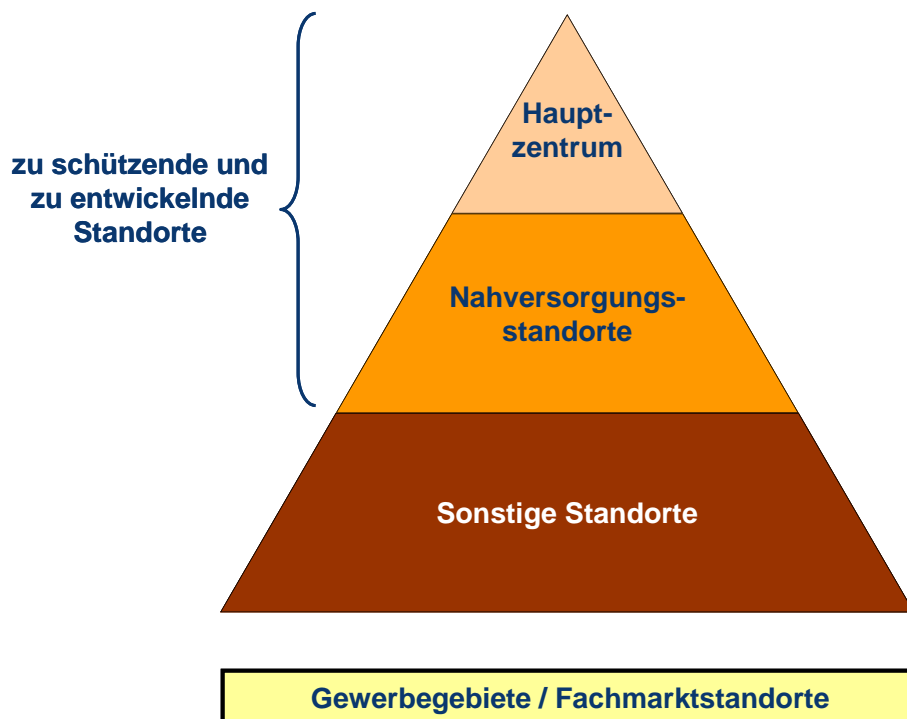 Haupt-
zentrum
zu schützende und
zu entwickelnde
Standorte
Nahversorgungs-
standorte
Sonstige Standorte
Gewerbegebiete / Fachmarktstandorte